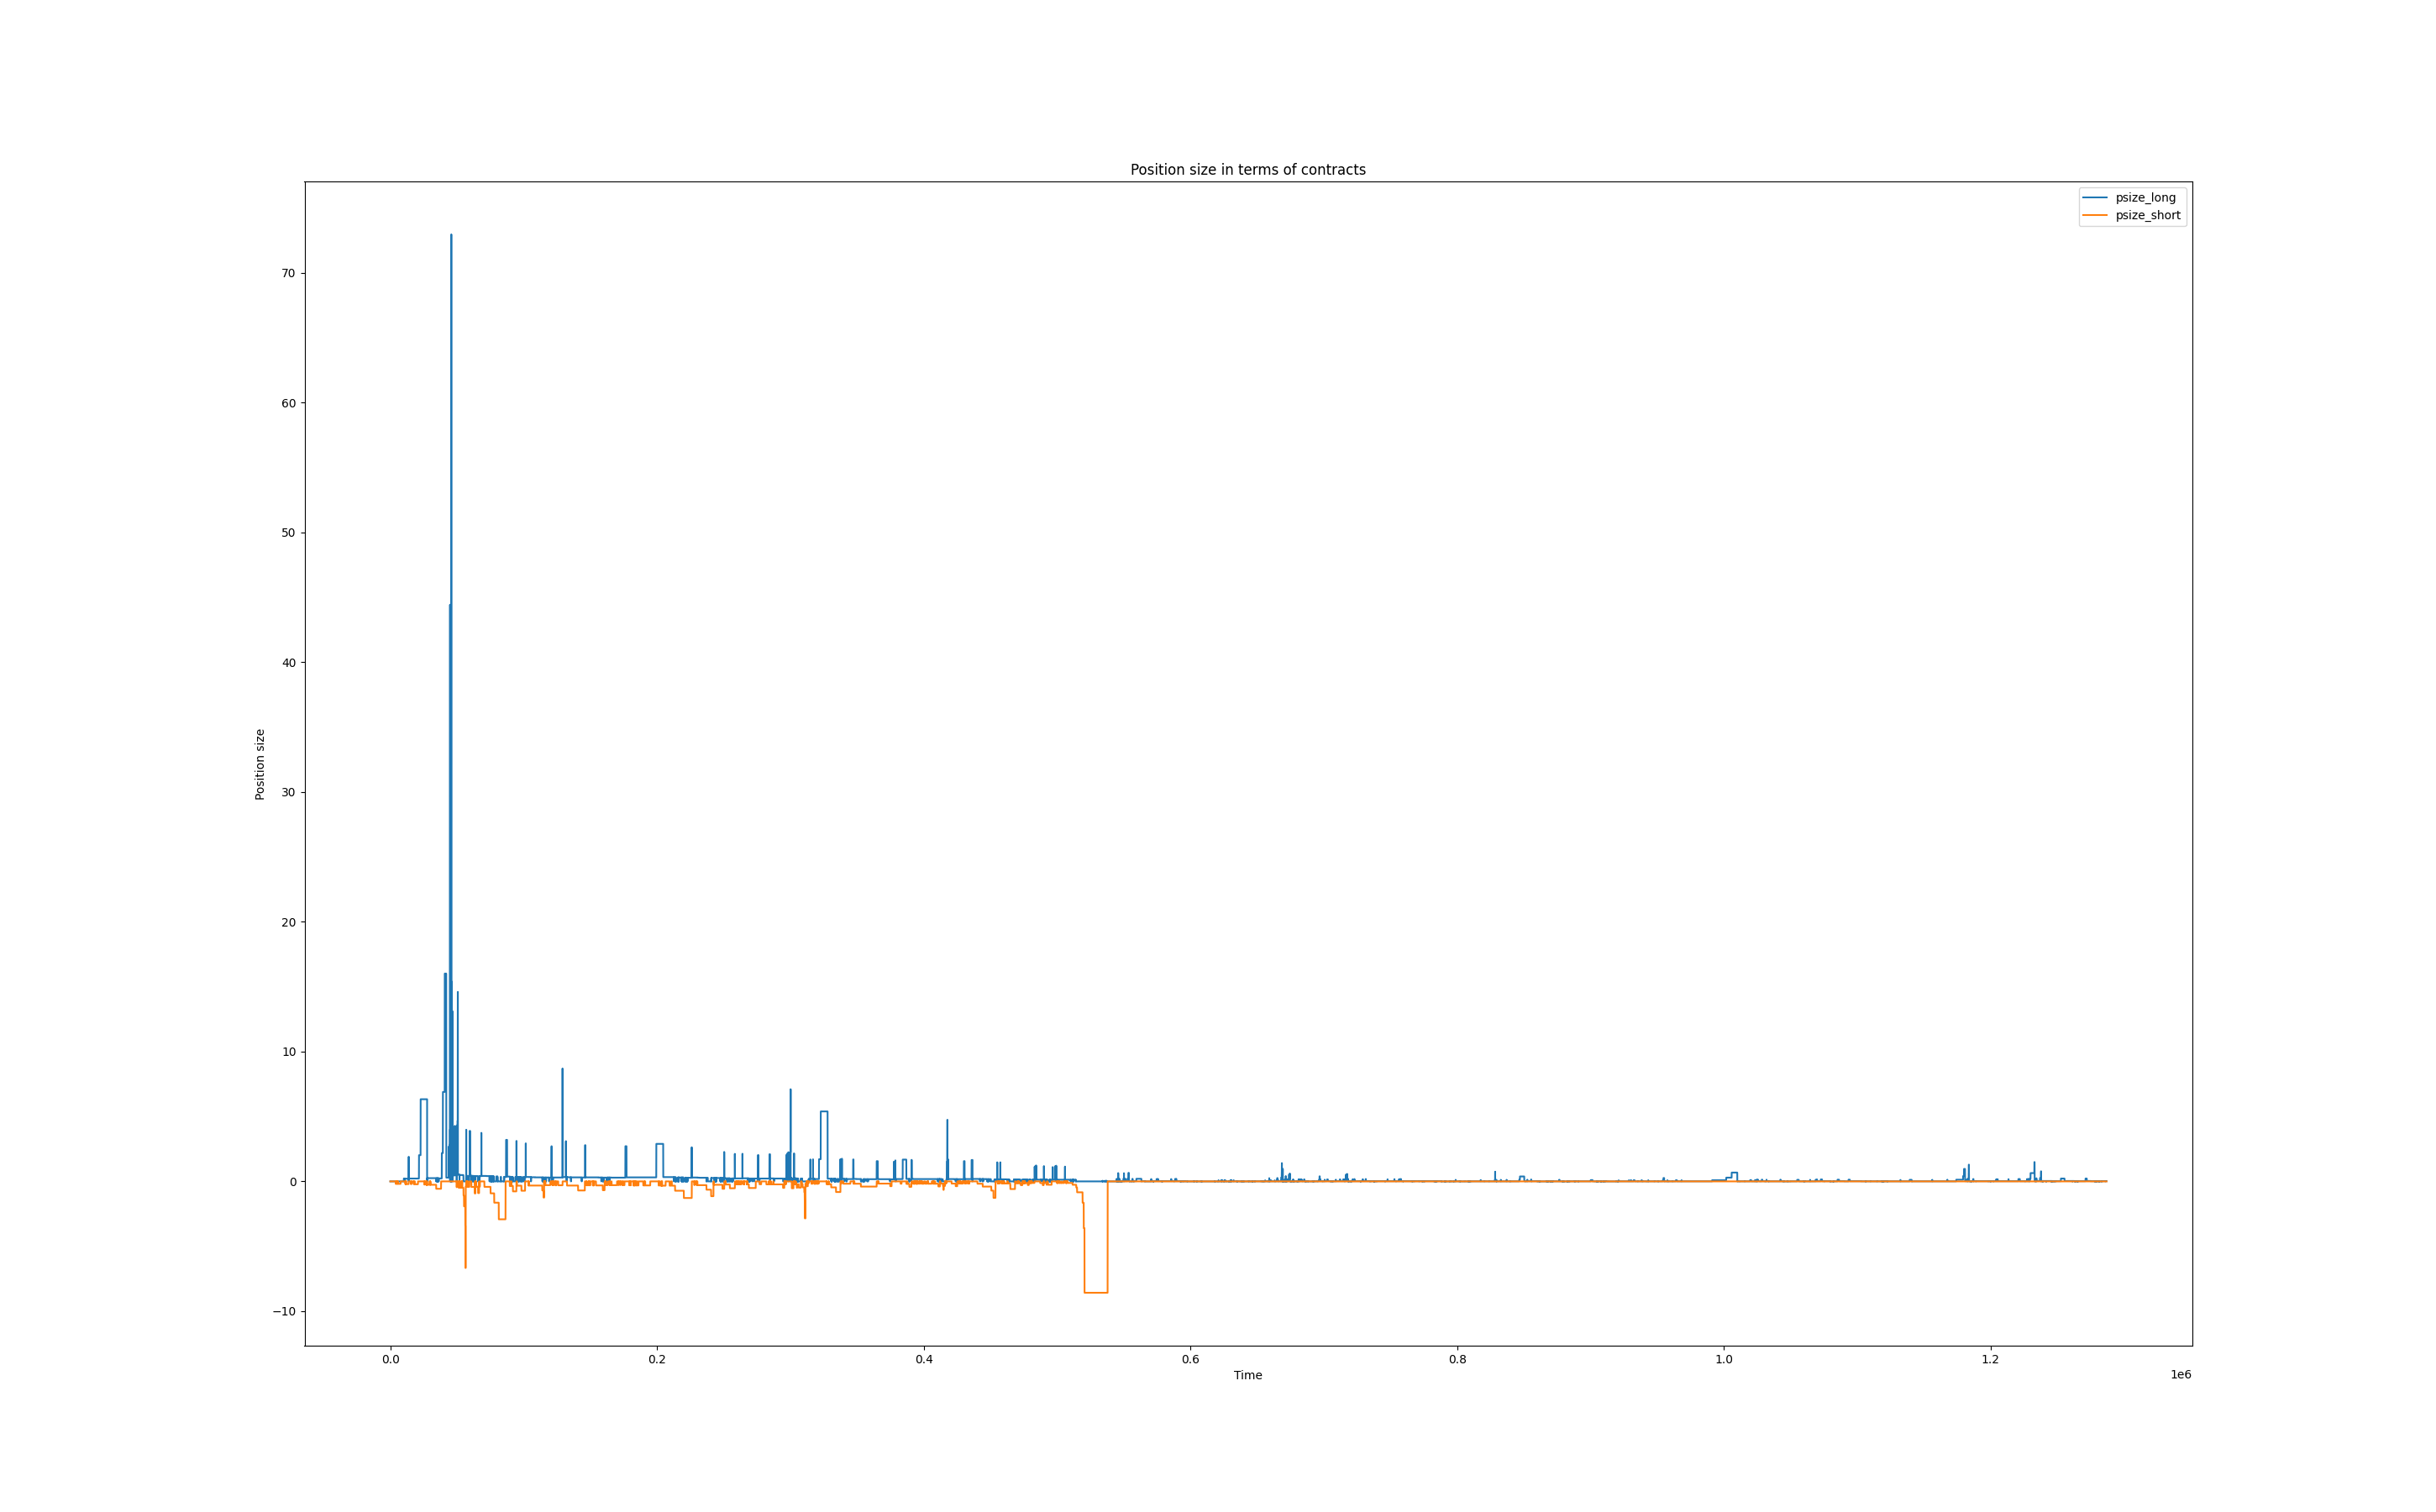 Position size in terms of contracts
psize_long
psize_short
Position size
70
60
50
40
30
20
10
0
−10
0.0 0.2 0.4 0.6 0.8 1.0 1.2
Time
1e6